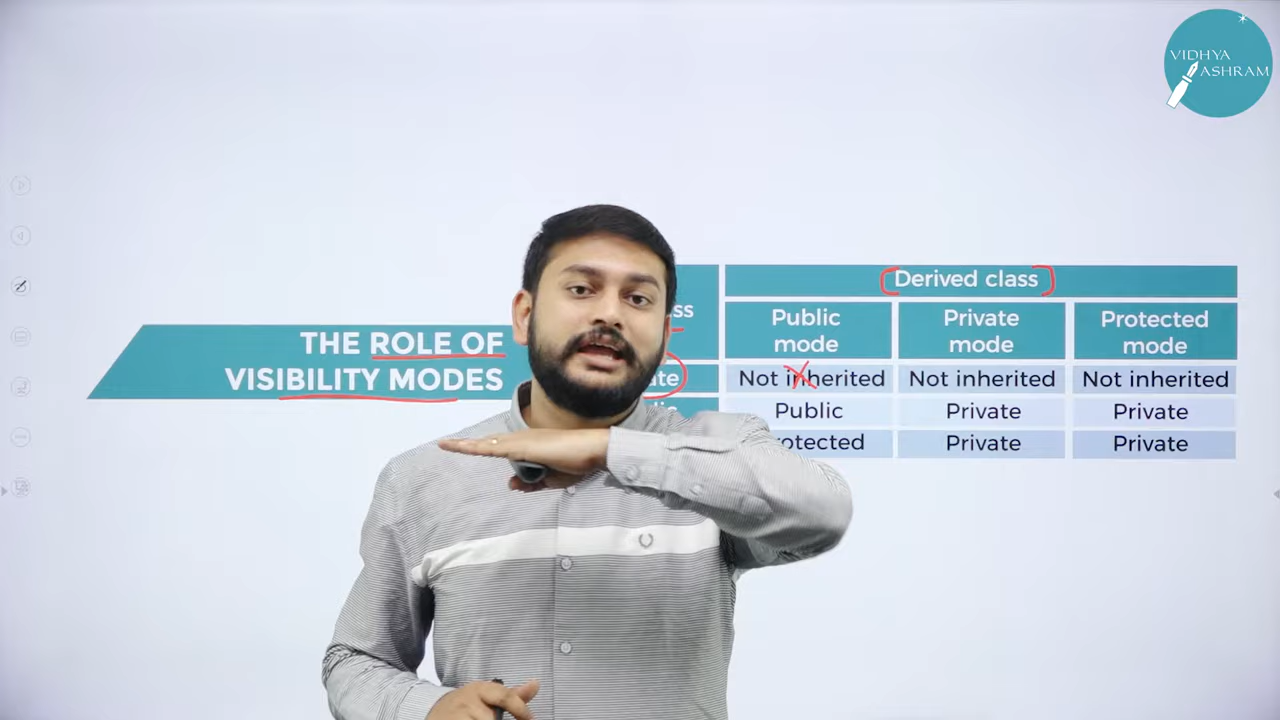 VIDHYA
ASHRAM
Derived class
THE ROLE OF
VISIBILITY MODES
Public
mode
Private
mode
Protected
mode
Not inherited
Not inherited
Not inherited
Public
Private
Private
Private
Private